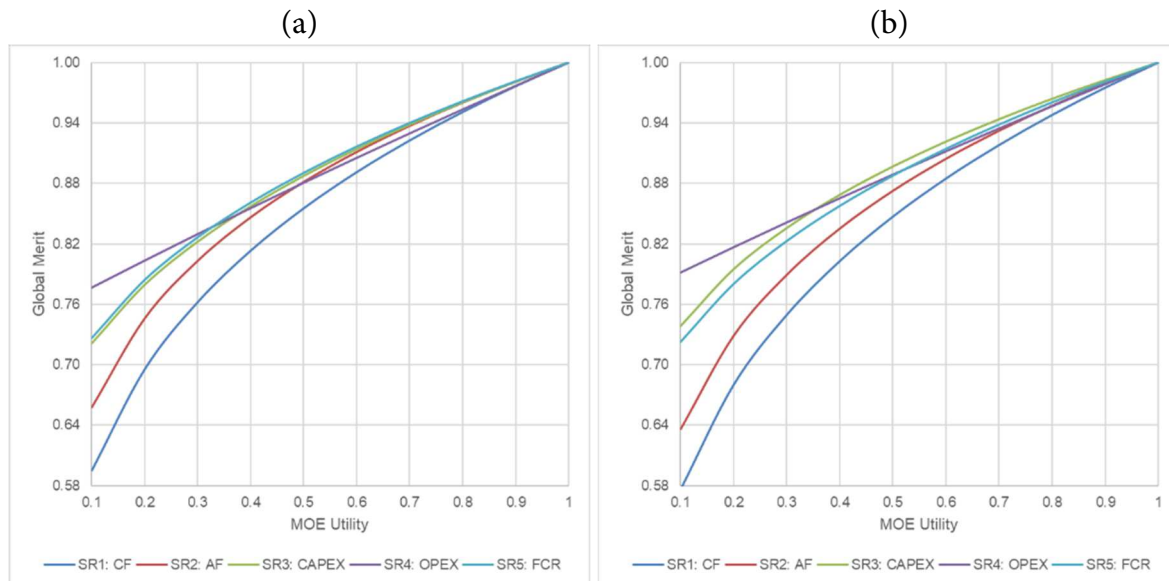 (a)
1.00
0.94
0.88
0.82
0.76
0.70
0.64
0.58
Global Merit
0.1 0.2 0.3 0.4 0.5 0.6 0.7 0.8 0.9 1
MOE Utility
SR1: CF SR2: AF SR3: CAPEX SR4: OPEX SR5: FCR
(b)
1.00
0.94
0.88
0.82
0.76
0.70
0.64
0.58
Global Merit
0.1 0.2 0.3 0.4 0.5 0.6 0.7 0.8 0.9 1
MOE Utility
SR1: CF SR2: AF SR3: CAPEX SR4: OPEX SR5: FCR